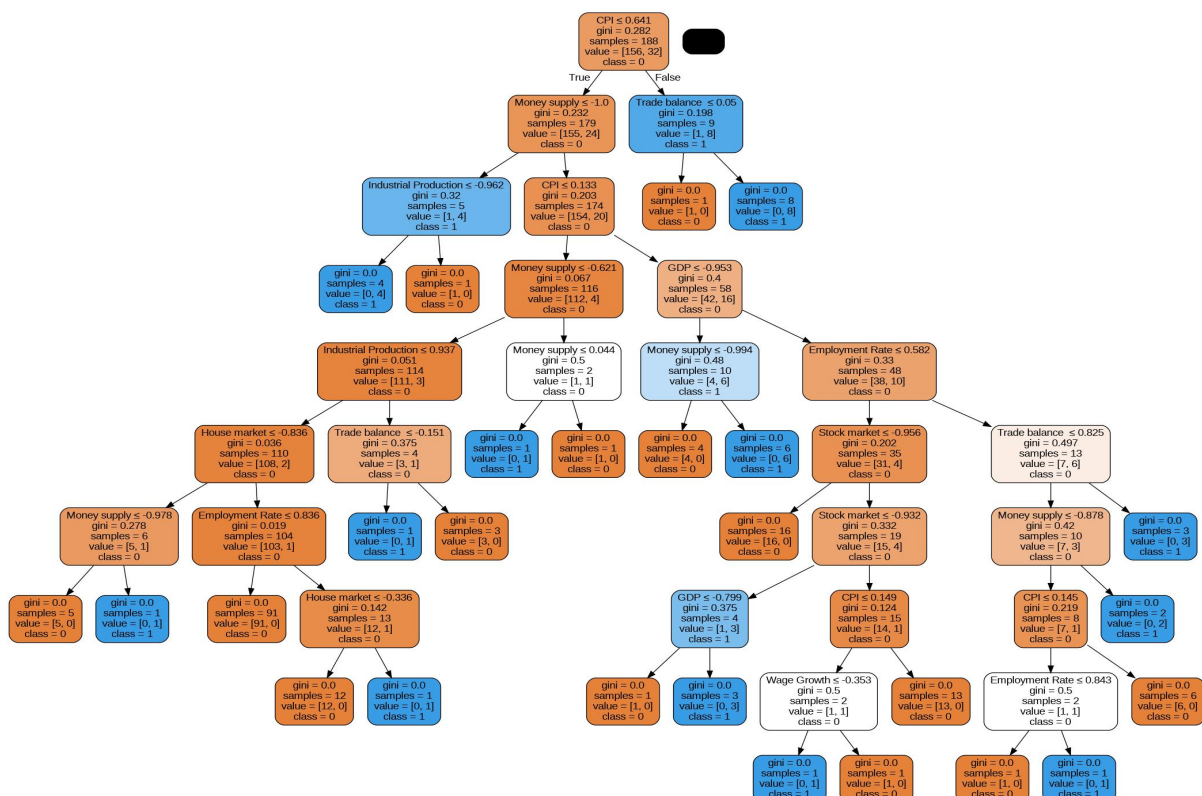 CPI ≤ 0.641
gini = 0.282
samples = 188
value = [156, 32]
class = 0
True
False
Money supply ≤ -1.0
gini = 0.232
samples = 179
value = [155, 24]
class = 0
Trade balance ≤ 0.05
gini = 0.198
samples = 9
value = [1, 8]
class = 1
Industrial Production ≤ -0.962
gini = 0.32
samples = 5
value = [1, 4]
class = 1
CPI ≤ 0.133
gini = 0.203
samples = 174
value = [154, 20]
class = 0
gini = 0.0
samples = 1
value = [1, 0]
class = 0
gini = 0.0
samples = 8
value = [0, 8]
class = 1
gini = 0.0
samples = 4
value = [0, 4]
class = 1
gini = 0.0
samples = 1
value = [1, 0]
class = 0
Money supply ≤ -0.621
gini = 0.067
samples = 116
value = [112, 4]
class = 0
GDP ≤ -0.953
gini = 0.4
samples = 58
value = [42, 16]
class = 0
Industrial Production ≤ 0.937
gini = 0.051
samples = 114
value = [111, 3]
class = 0
Money supply ≤ 0.044
gini = 0.5
samples = 2
value = [1, 1]
class = 0
Money supply ≤ -0.994
gini = 0.48
samples = 10
value = [4, 6]
class = 1
Employment Rate ≤ 0.582
gini = 0.33
samples = 48
value = [38, 10]
class = 0
House market ≤ -0.836
gini = 0.036
samples = 110
value = [108, 2]
class = 0
Trade balance ≤ -0.151
gini = 0.375
samples = 4
value = [3, 1]
class = 0
gini = 0.0
samples = 1
value = [0, 1]
class = 1
gini = 0.0
samples = 1
value = [1, 0]
class = 0
gini = 0.0
samples = 4
value = [4, 0]
class = 0
gini = 0.0
samples = 6
value = [0, 6]
class = 1
Stock market ≤ -0.956
gini = 0.202
samples = 35
value = [31, 4]
class = 0
Trade balance ≤ 0.825
gini = 0.497
samples = 13
value = [7, 6]
class = 0
Money supply ≤ -0.978
gini = 0.278
samples = 6
value = [5, 1]
class = 0
Employment Rate ≤ 0.836
gini = 0.019
samples = 104
value = [103, 1]
class = 0
gini = 0.0
samples = 1
value = [0, 1]
class = 1
gini = 0.0
samples = 3
value = [3, 0]
class = 0
gini = 0.0
samples = 16
value = [16, 0]
class = 0
Stock market ≤ -0.932
gini = 0.332
samples = 19
value = [15, 4]
class = 0
Money supply ≤ -0.878
gini = 0.42
samples = 10
value = [7, 3]
class = 0
gini = 0.0
samples = 3
value = [0, 3]
class = 1
gini = 0.0
samples = 5
value = [5, 0]
class = 0
gini = 0.0
samples = 1
value = [0, 1]
class = 1
gini = 0.0
samples = 91
value = [91, 0]
class = 0
House market ≤ -0.336
gini = 0.142
samples = 13
value = [12, 1]
class = 0
GDP ≤ -0.799
gini = 0.375
samples = 4
value = [1, 3]
class = 1
CPI ≤ 0.149
gini = 0.124
samples = 15
value = [14, 1]
class = 0
CPI ≤ 0.145
gini = 0.219
samples = 8
value = [7, 1]
class = 0
gini = 0.0
samples = 2
value = [0, 2]
class = 1
gini = 0.0
samples = 12
value = [12, 0]
class = 0
gini = 0.0
samples = 1
value = [0, 1]
class = 1
gini = 0.0
samples = 1
value = [1, 0]
class = 0
gini = 0.0
samples = 3
value = [0, 3]
class = 1
Wage Growth ≤ -0.353
gini = 0.5
samples = 2
value = [1, 1]
class = 0
gini = 0.0
samples = 13
value = [13, 0]
class = 0
Employment Rate ≤ 0.843
gini = 0.5
samples = 2
value = [1, 1]
class = 0
gini = 0.0
samples = 6
value = [6, 0]
class = 0
gini = 0.0
samples = 1
value = [0, 1]
class = 1
gini = 0.0
samples = 1
value = [1, 0]
class = 0
gini = 0.0
samples = 1
value = [1, 0]
class = 0
gini = 0.0
samples = 1
value = [0, 1]
class = 1